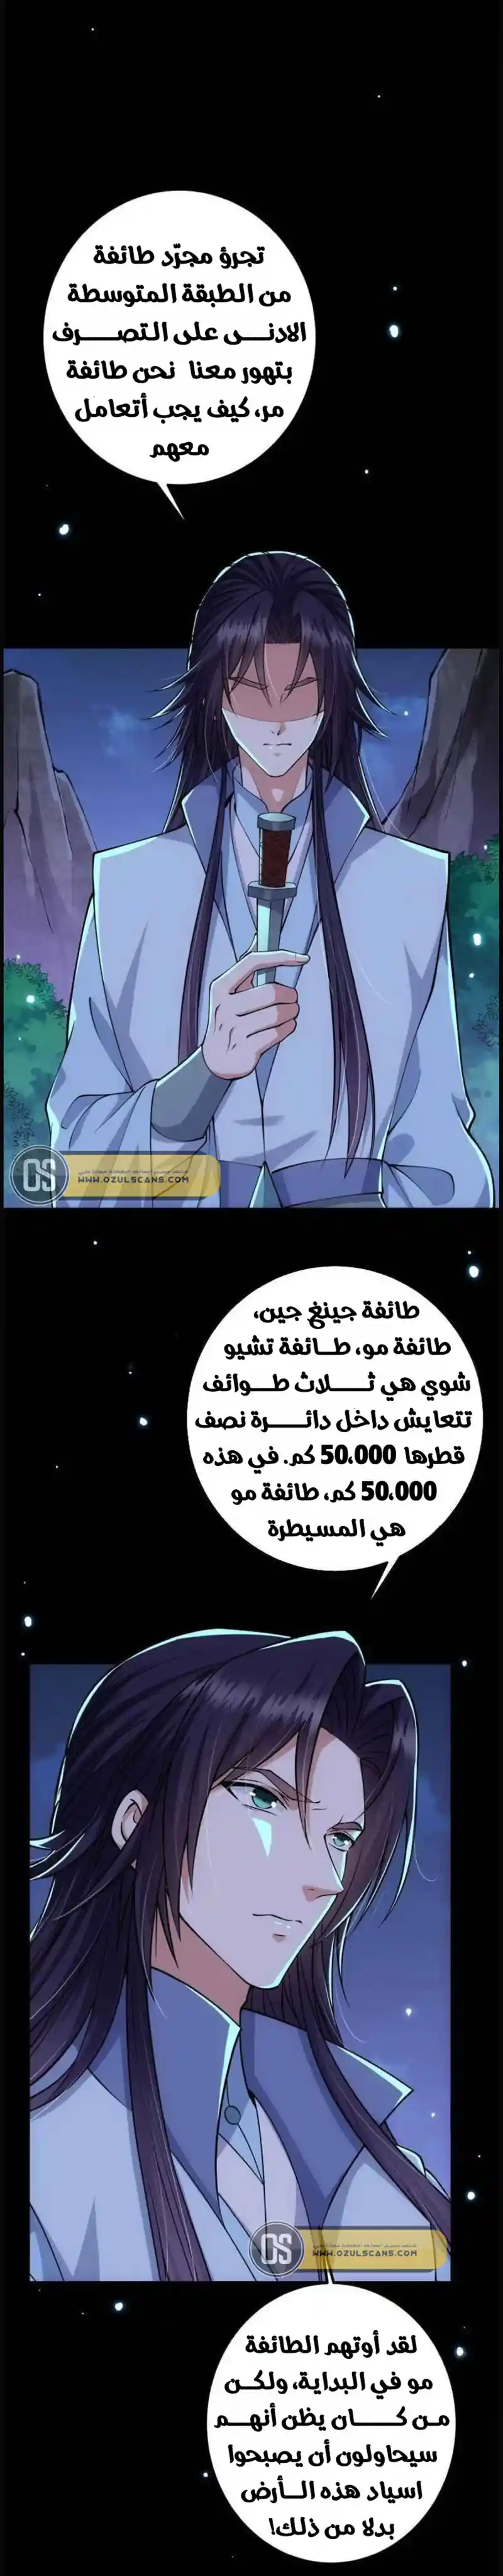 تجرؤ مجرّد طائفة
من الطبقة المتوسطة
الادنى على التصرف
بتهور معنا نحن طائفة
مر، كيف يجب أتعامل
معهم
OS
WWW.OZULSCANS.COM
طائفة جينغ جين،
طائفة مو، طائفة تشيو
شوي هي ثلاث طوائف
تتعايش داخل دائرة نصف
قطرها 50،000 كم. في هذه
50،000 كم، طائفة مو
هي المسيطرة
OS
WWW.OZULSCANS.COM
لقد أوتهم الطائفة
مو في البداية، ولكن
من كان يظن أنهم
سيحاولون أن يصبحوا
اسياد هذه الأرض
بدلا من ذلك!